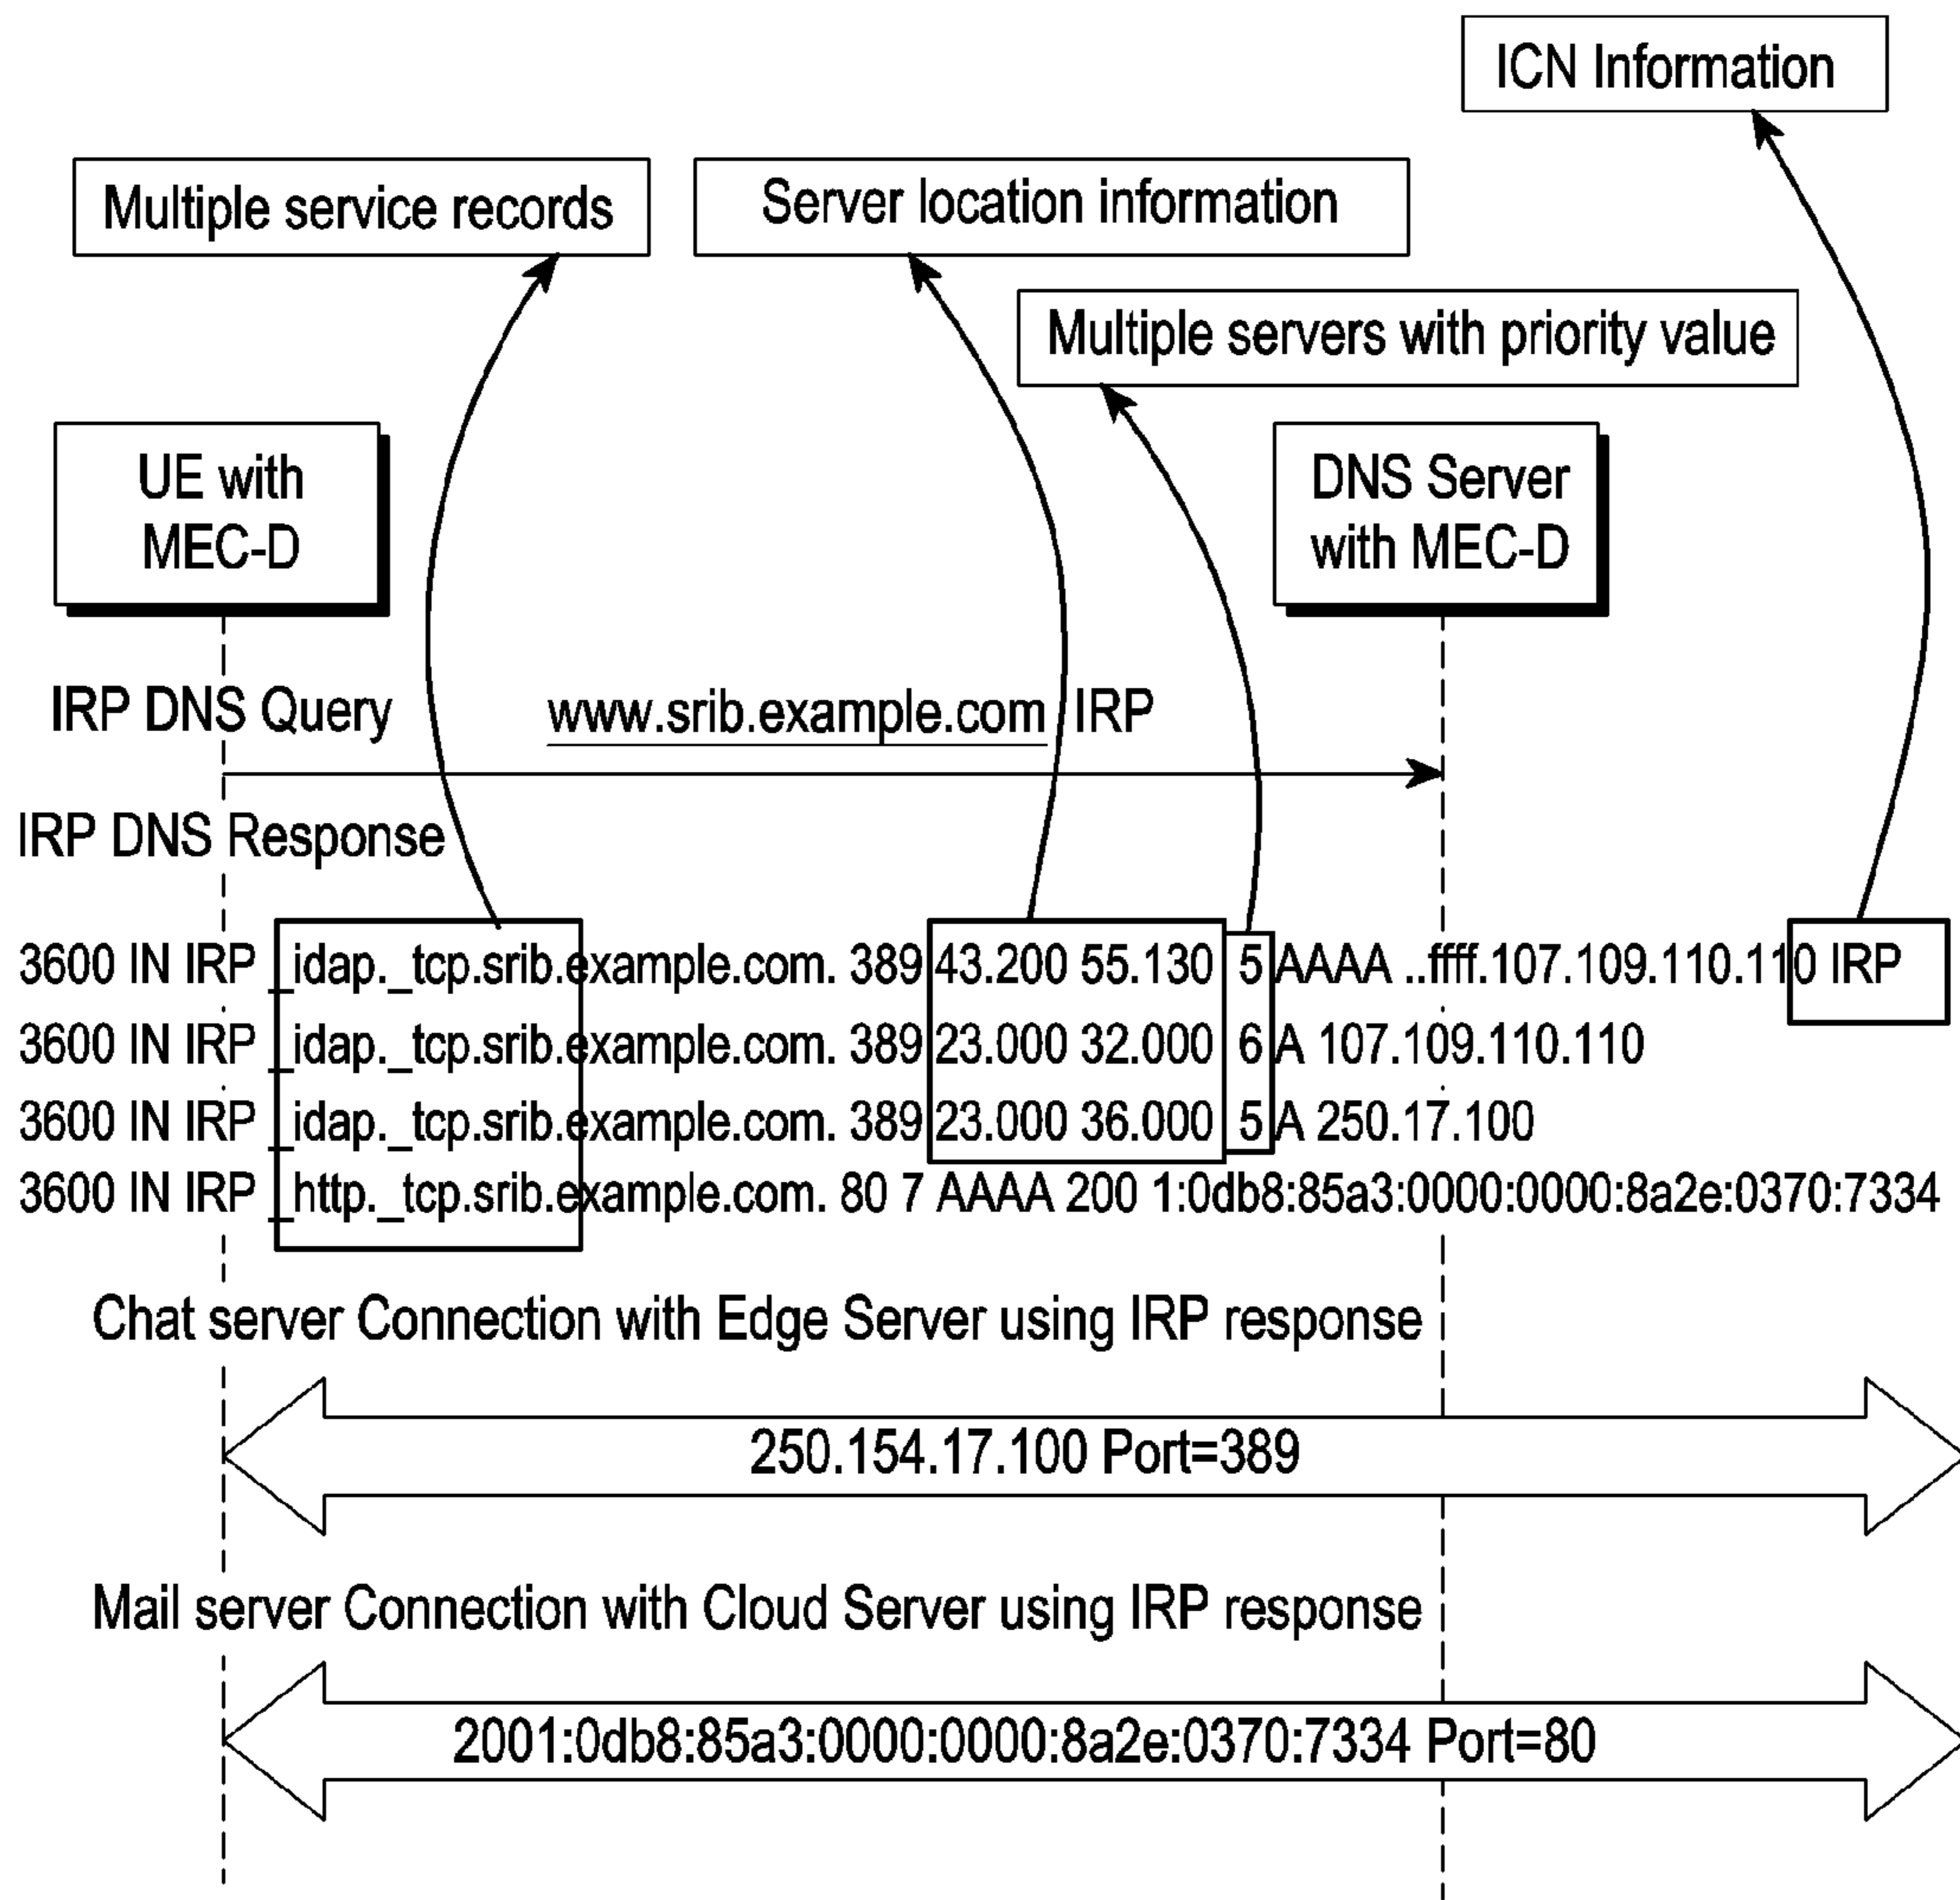 ICN Information
Multiple service records
Server location information
Multiple servers with priority value
UE with
MEC-D
DNS Server
with MEC-D
IRP DNS Query
www.srib.example.com IRP
IRP DNS Response
3600 IN IRP _idap._tcp.srib.example.com. 389 43.200 55.130 5 AAAA ..ffff.107.109.110.110 IRP
3600 IN IRP _idap._tcp.srib.example.com. 389 23.000 32.000 6 A 107.109.110.110
3600 IN IRP _idap._tcp.srib.example.com. 389 23.000 36.000 5 A 250.17.100
3600 IN IRP _http._tcp.srib.example.com. 80 7 AAAA 200 1:0db8:85a3:0000:0000:8a2e:0370:7334
Chat server Connection with Edge Server using IRP response
250.154.17.100 Port=389
Mail server Connection with Cloud Server using IRP response
2001:0db8:85a3:0000:0000:8a2e:0370:7334 Port=80